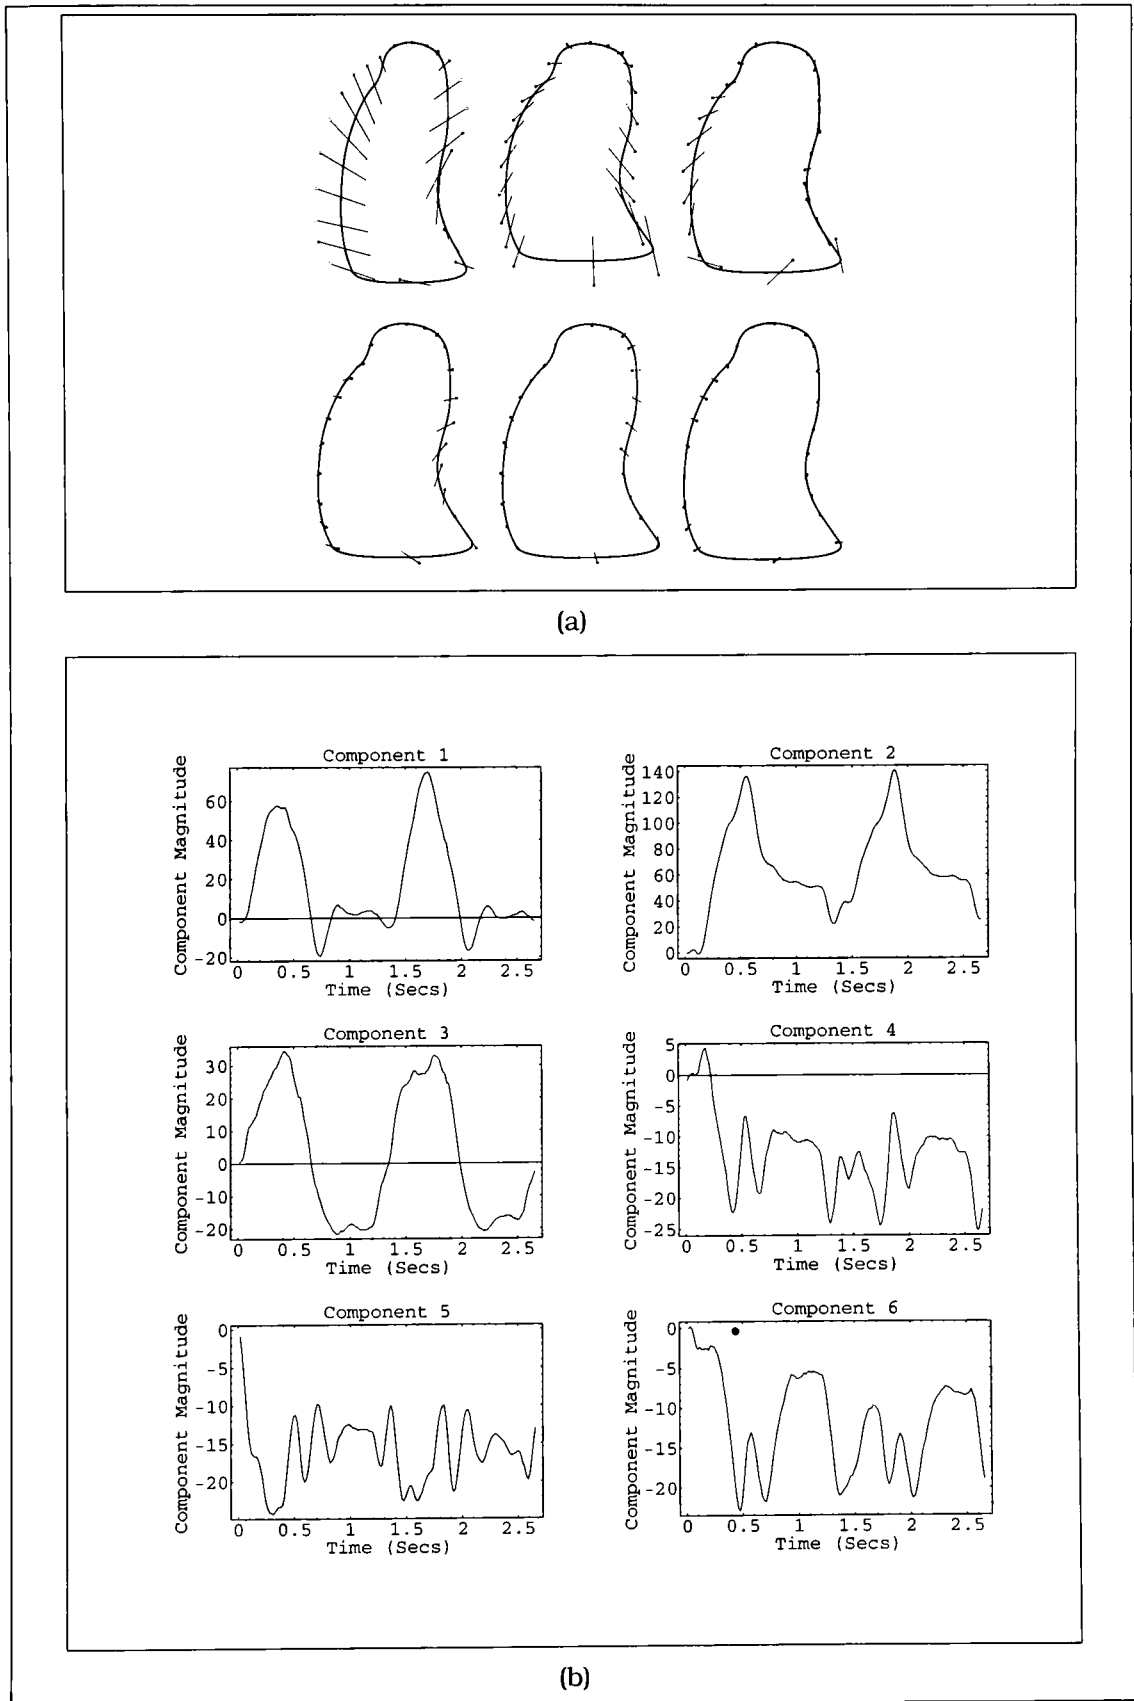 (a)
Component 1
Component Magnitude
60
40
20
0
-20
0 0.5 1 1.5 2 2.5
Time (Secs)
Component 2
Component Magnitude
140
120
100
80
60
40
20
0
0 0.5 1 1.5 2 2.5
Time (Secs)
Component 3
Component Magnitude
30
20
10
0
-10
-20
0 0.5 1 1.5 2 2.5
Time (Secs)
Component 4
Component Magnitude
5
0
-5
-10
-15
-20
-25
0 0.5 1 1.5 2 2.5
Time (Secs)
Component 5
Component Magnitude
0
-5
-10
-15
-20
0 0.5 1 1.5 2 2.5
Time (Secs)
Component 6
Component Magnitude
0
-5
-10
-15
-20
0 0.5 1 1.5 2 2.5
Time (Secs)
(b)